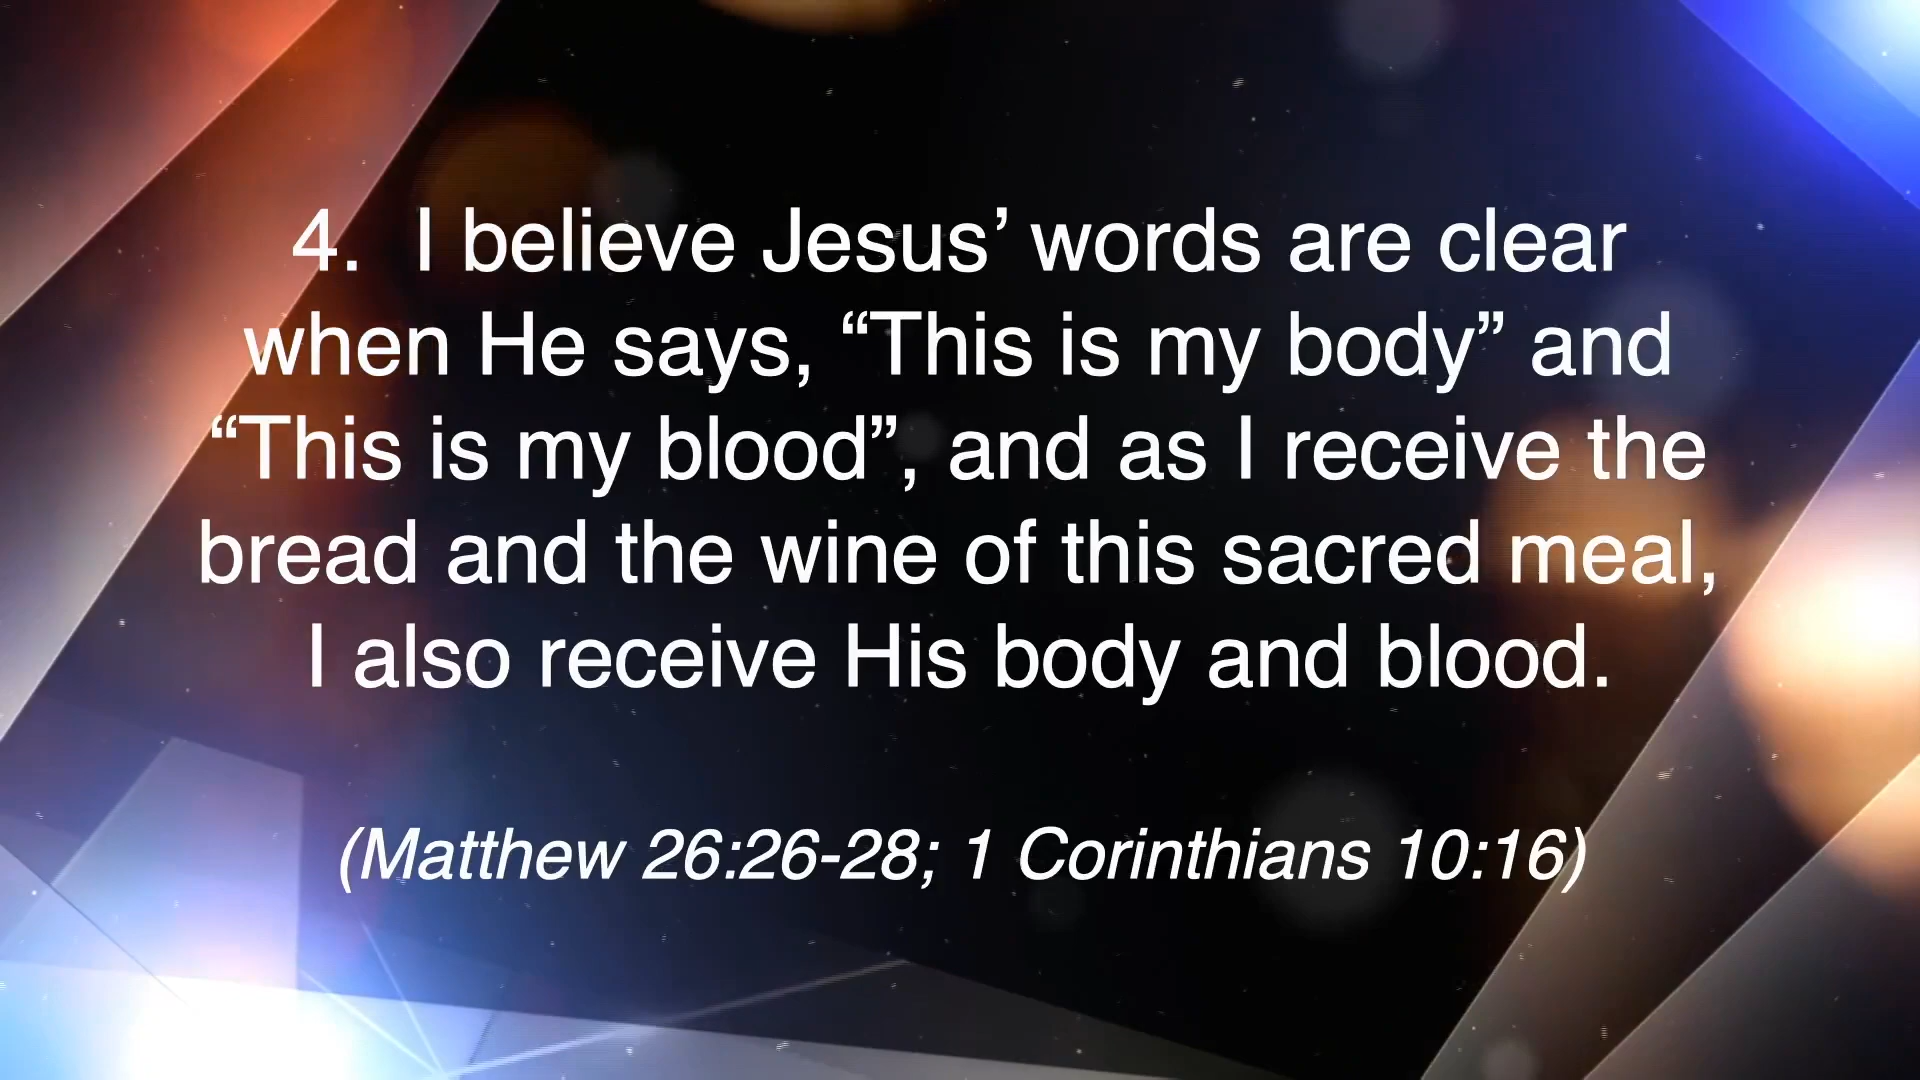 4.  I believe Jesus’ words are clear
when He says, “This is my body” and
“This is my blood”, and as I receive the
bread and the wine of this sacred meal,
I also receive His body and blood.
(Matthew 26:26-28; 1 Corinthians 10:16)